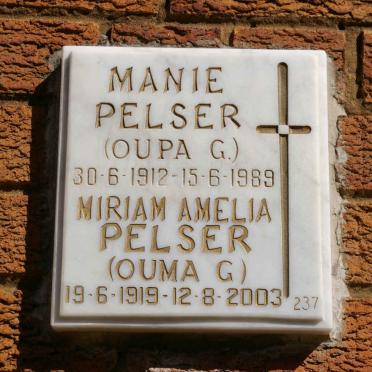 MANIE
PELSER
(OUPA G.)
30-6-1912-15-6-1989
MIRIAM AMELIA
PELSER
(OUMA G)
19-6-1919-12-8-2003
237